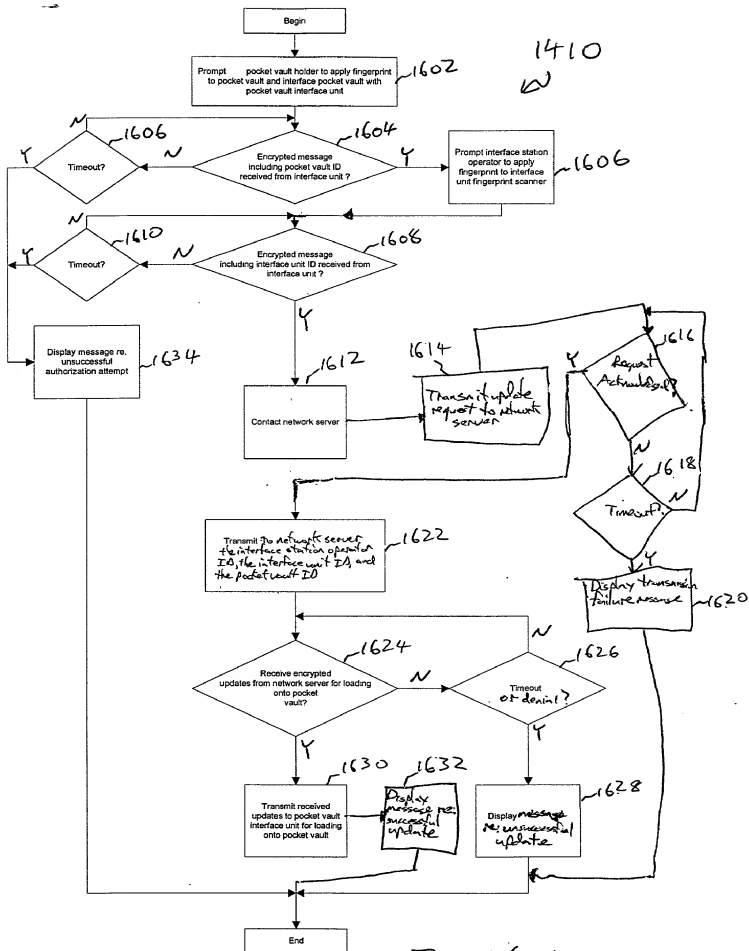 Begin
Prompt pocket vault holder to apply fingerprint
to pocket vault and interface pocket vault with
pocket vault interface unit
1602
1410
N
1606
1604
Y
Timeout?
N
Encrypted message
including pocket vault ID
received from interface unit ?
Y
Prompt interface station
operator to apply
fingerprint to interface
unit fingerprint scanner
1606
N
1610
1608
Y
Timeout?
N
Encrypted message
including interface unit ID received from
interface unit ?
Y
Display message re.
unsuccessful
authorization attempt
1634
1612
Contact network server
1614
Transmit update
request to network
server
1616
Y
Request
Acknowledged?
N
1618
Timeout?
N
Y
Display transmission
failure message
1620
Transmit to network server
the interface station operator
ID, the interface unit ID, and
the pocket vault ID
1622
N
1624
1626
Receive encrypted
updates from network server for loading
onto pocket
vault?
N
Timeout
or denial?
Y
Y
1630
1632
1628
Transmit received
updates to pocket vault
interface unit for loading
onto pocket vault
Display
message re:
successful
update
Display message
re: unsuccessful
update
End